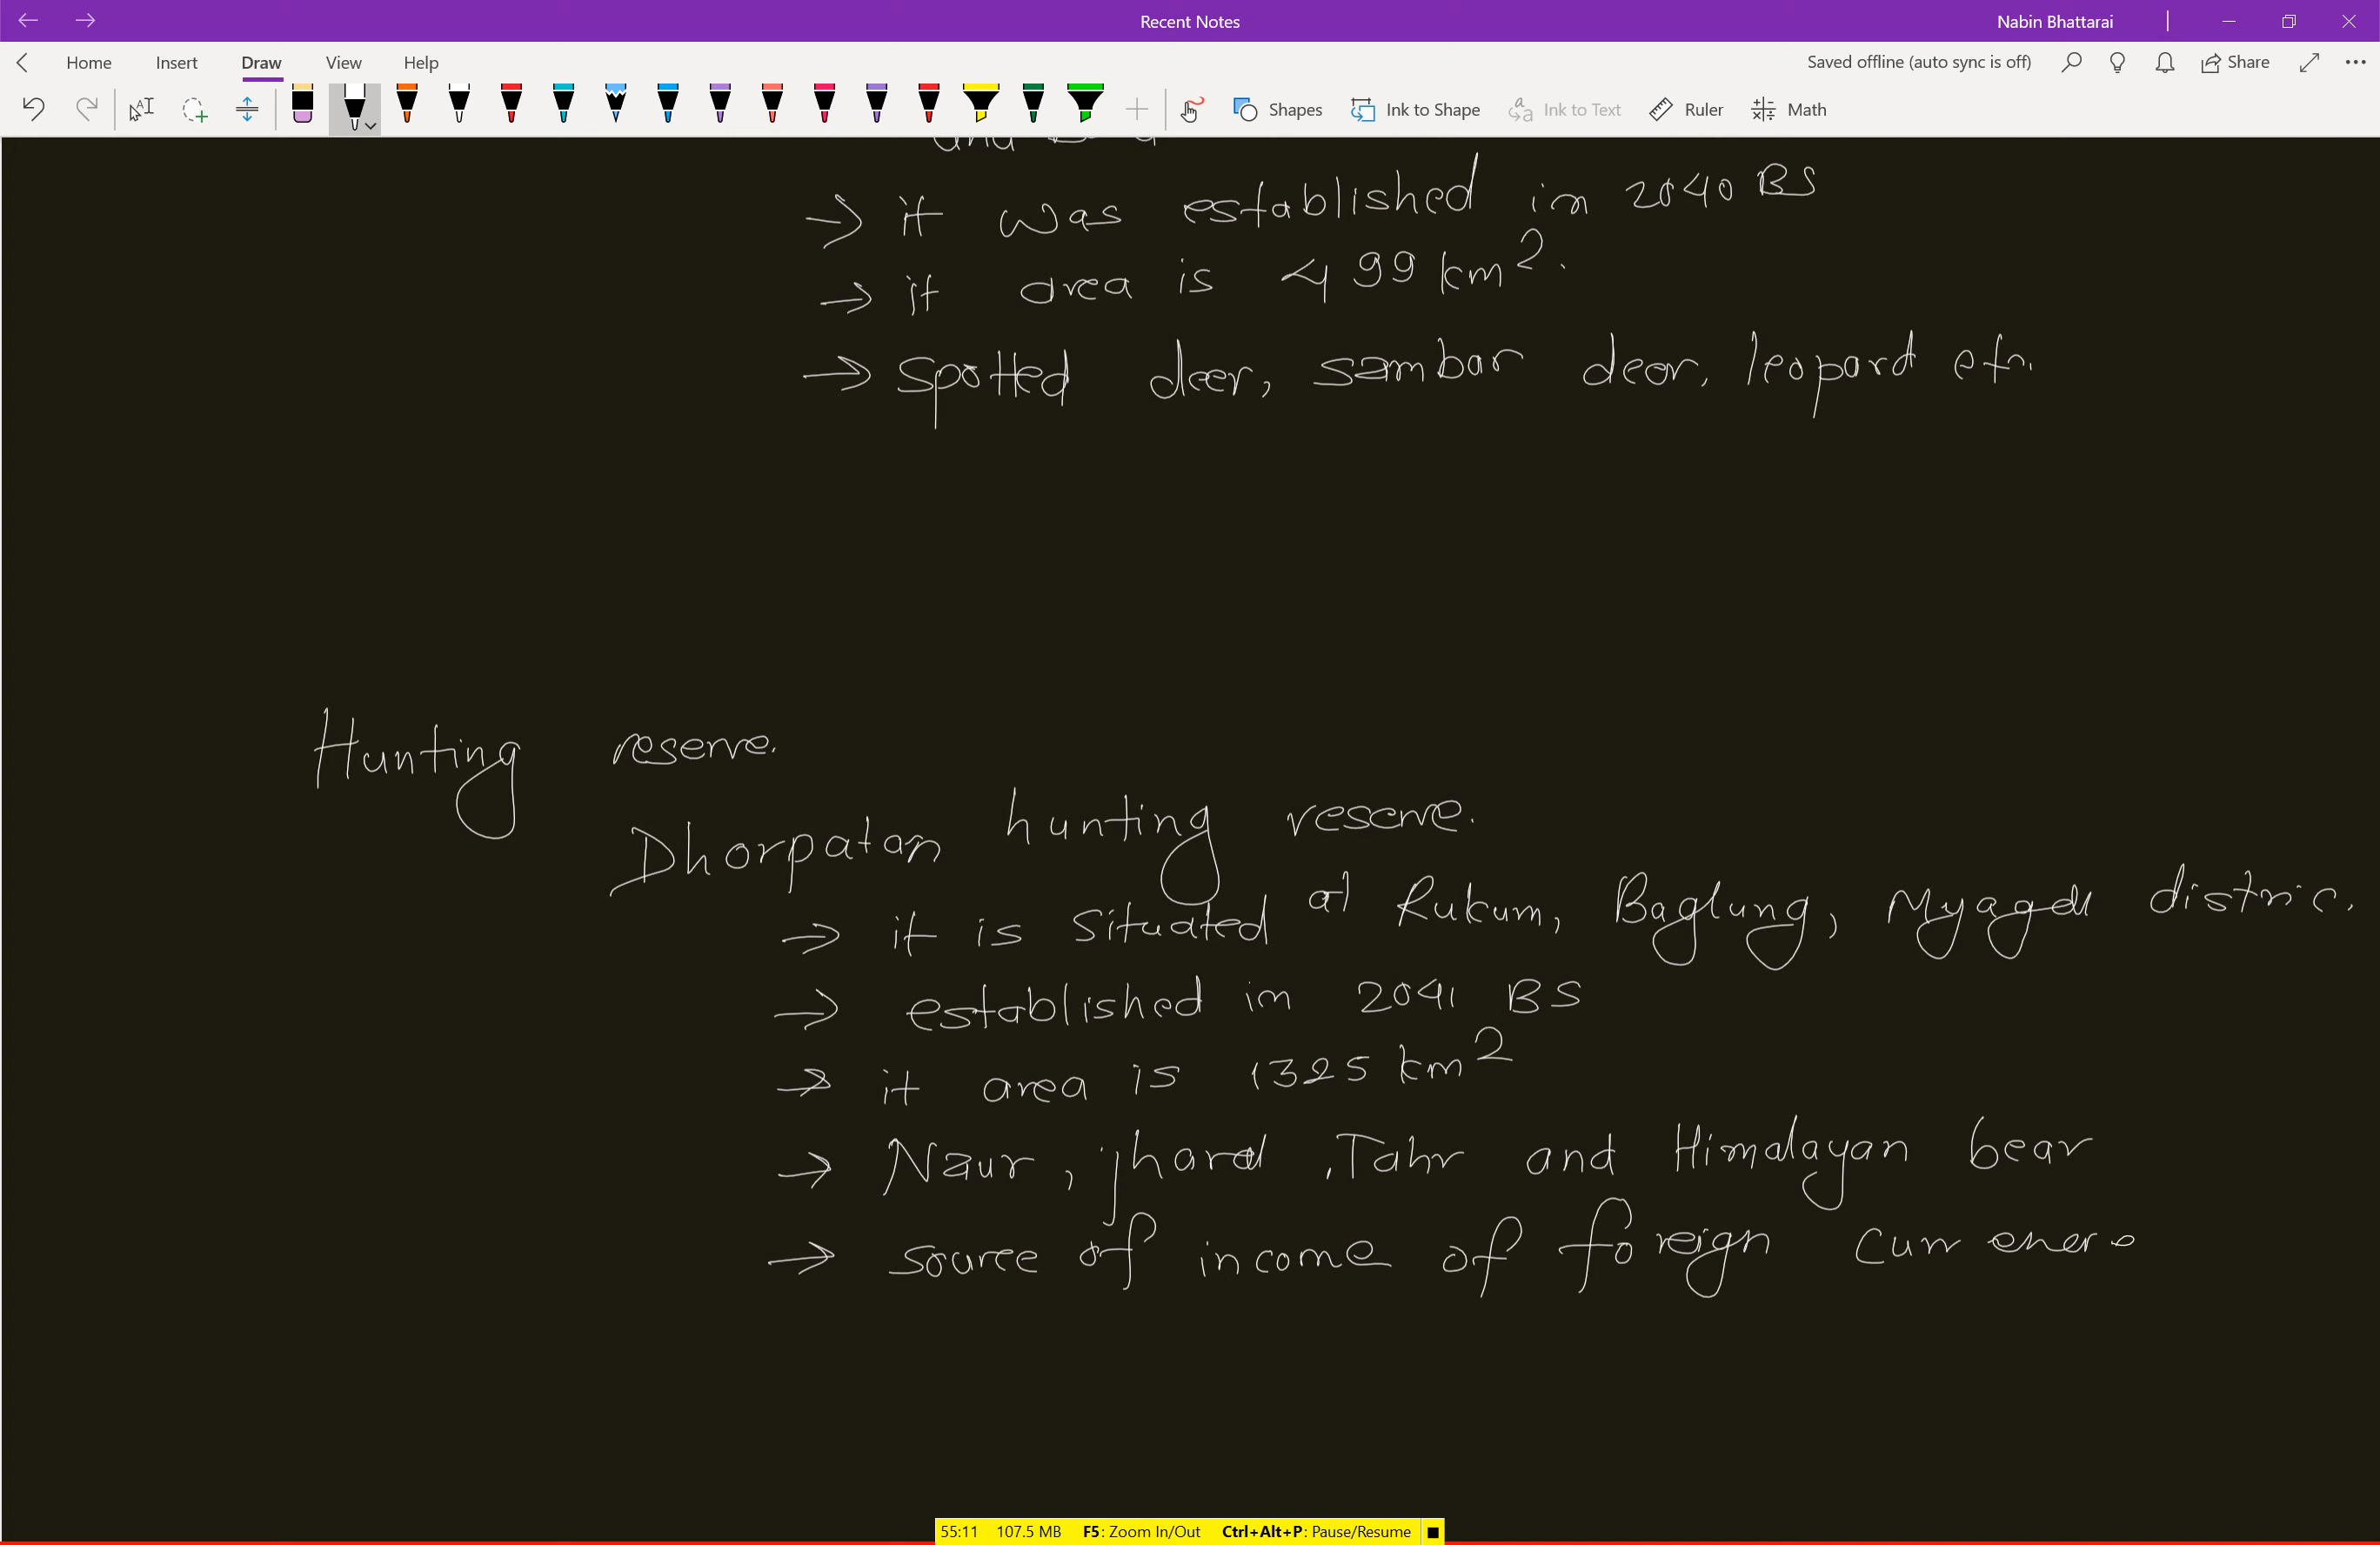 Recent Notes
Nabin Bhattarai
Home Insert Draw View Help
Saved offline (auto sync is off)
Share
Shapes Ink to Shape Ink to Text Ruler Math
→ it was established in 2040 BS
→ it area is 499 km².
→ spotted deer, sambar deer, leopard etc.
Hunting reserve.
Dhorpatan hunting reserve.
→ it is situated at Rukum, Baglung, Myagdi distric.
→ established in 2041 BS
→ it area is 1325 km²
→ Naur, jharal, Tahr and Himalayan bear
→ source of income of foreign
55:11 107.5 MB F5: Zoom In/Out Ctrl+Alt+P: Pause/Resume